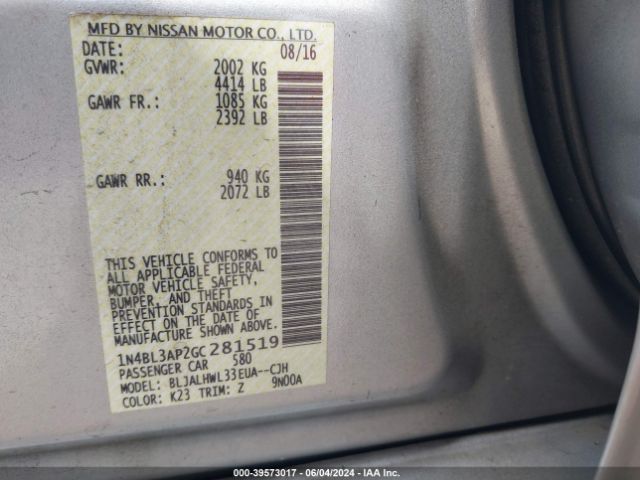 MFD BY NISSAN MOTOR CO., LTD.
DATE: 08/16
GVWR: 2002 KG
4414 LB
GAWR FR.: 1085 KG
2392 LB
GAWR RR.: 940 KG
2072 LB
THIS VEHICLE CONFORMS TO
ALL APPLICABLE FEDERAL
MOTOR VEHICLE SAFETY,
BUMPER, AND THEFT
PREVENTION STANDARDS IN
EFFECT ON THE DATE OF
MANUFACTURE SHOWN ABOVE.
1N4BL3AP2GC281519
PASSENGER CAR 580
MODEL: BLJALHWL33EUA--CJH
COLOR: K23 TRIM: Z 9N00A
000-39573017 — 06/04/2024 — IAA Inc.